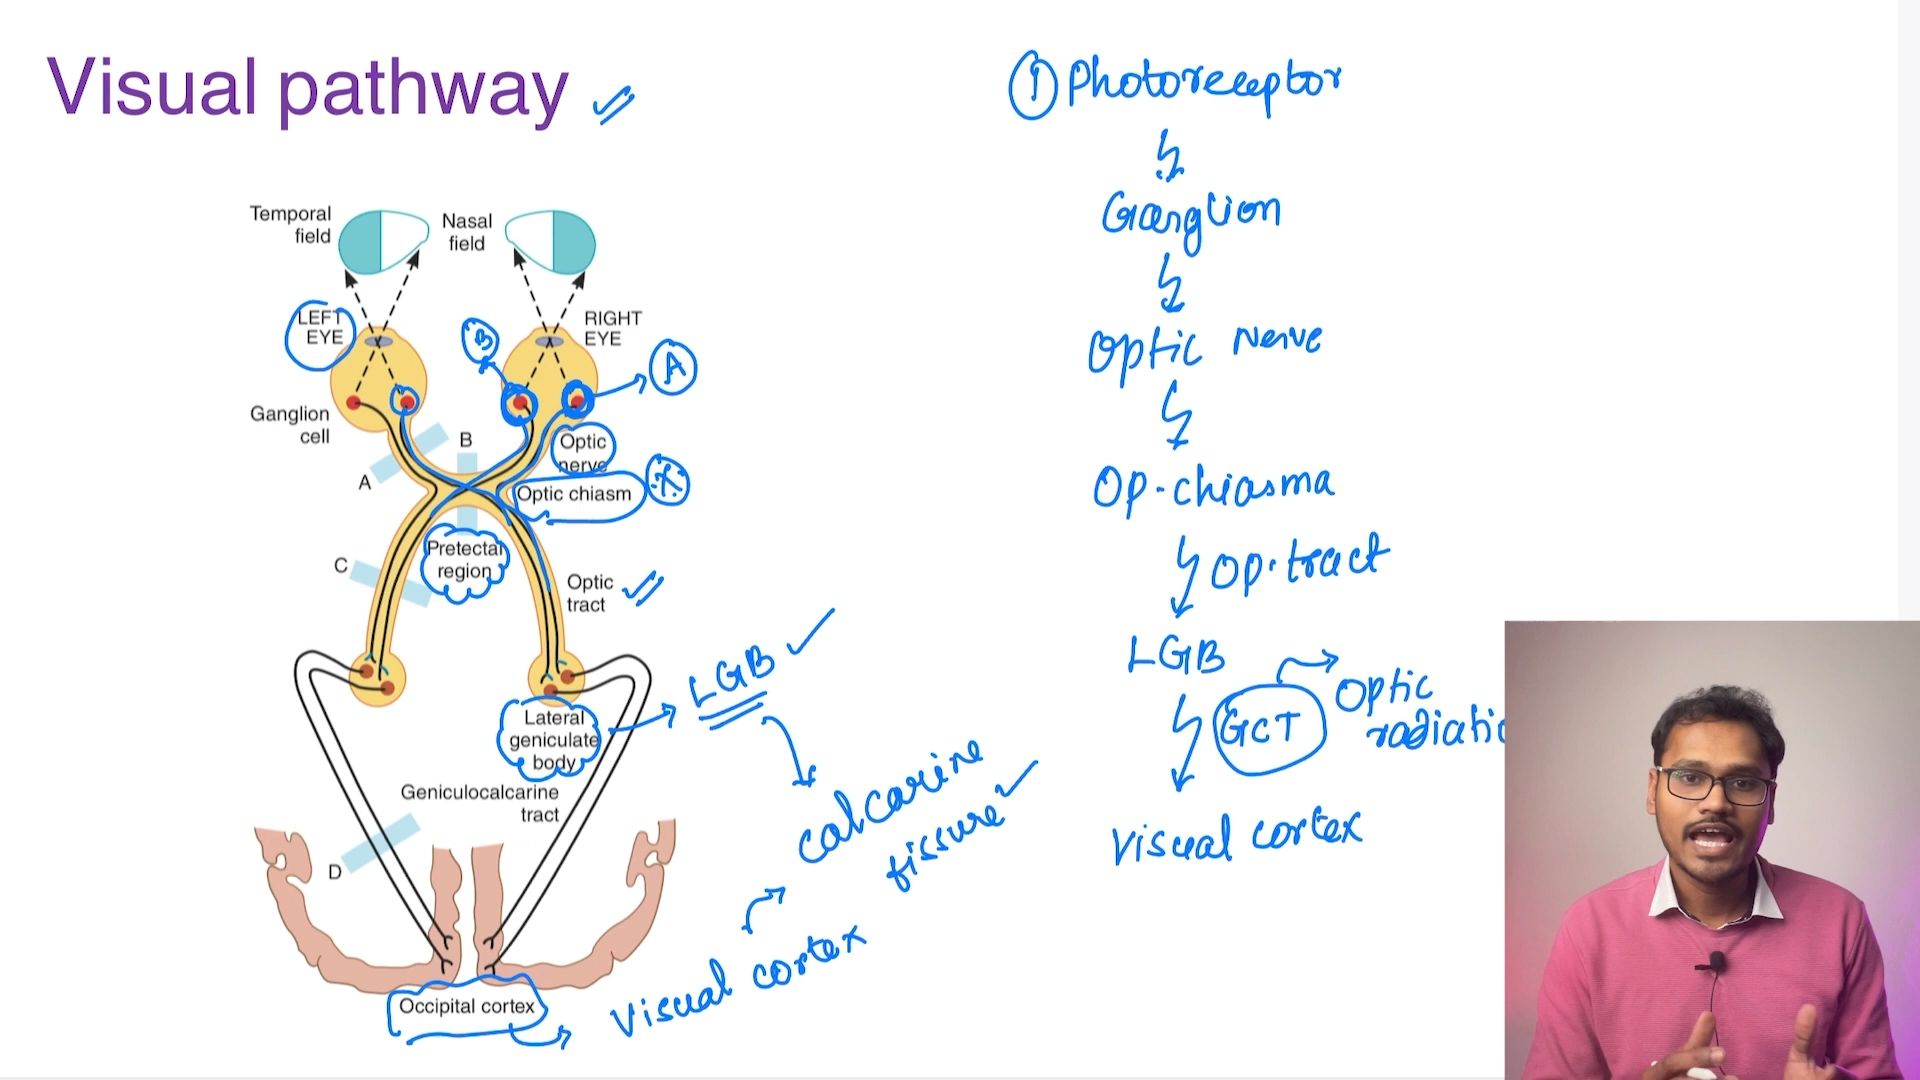 Visual pathway
Temporal
field
Nasal
field
LEFT
EYE
RIGHT
EYE
B
A
Ganglion
cell
B
Optic
nerve
A
Optic chiasm
X
Pretectal
region
C
Optic
tract
LGB
Lateral
geniculate
body
Geniculocalcarine
tract
calcarine
fissure
D
Visual cortex
Occipital cortex
1 Photoreceptor
Ganglion
Optic Nerve
Op-chiasma
Op.tract
LGB
GCT
Optic
Visual cortex